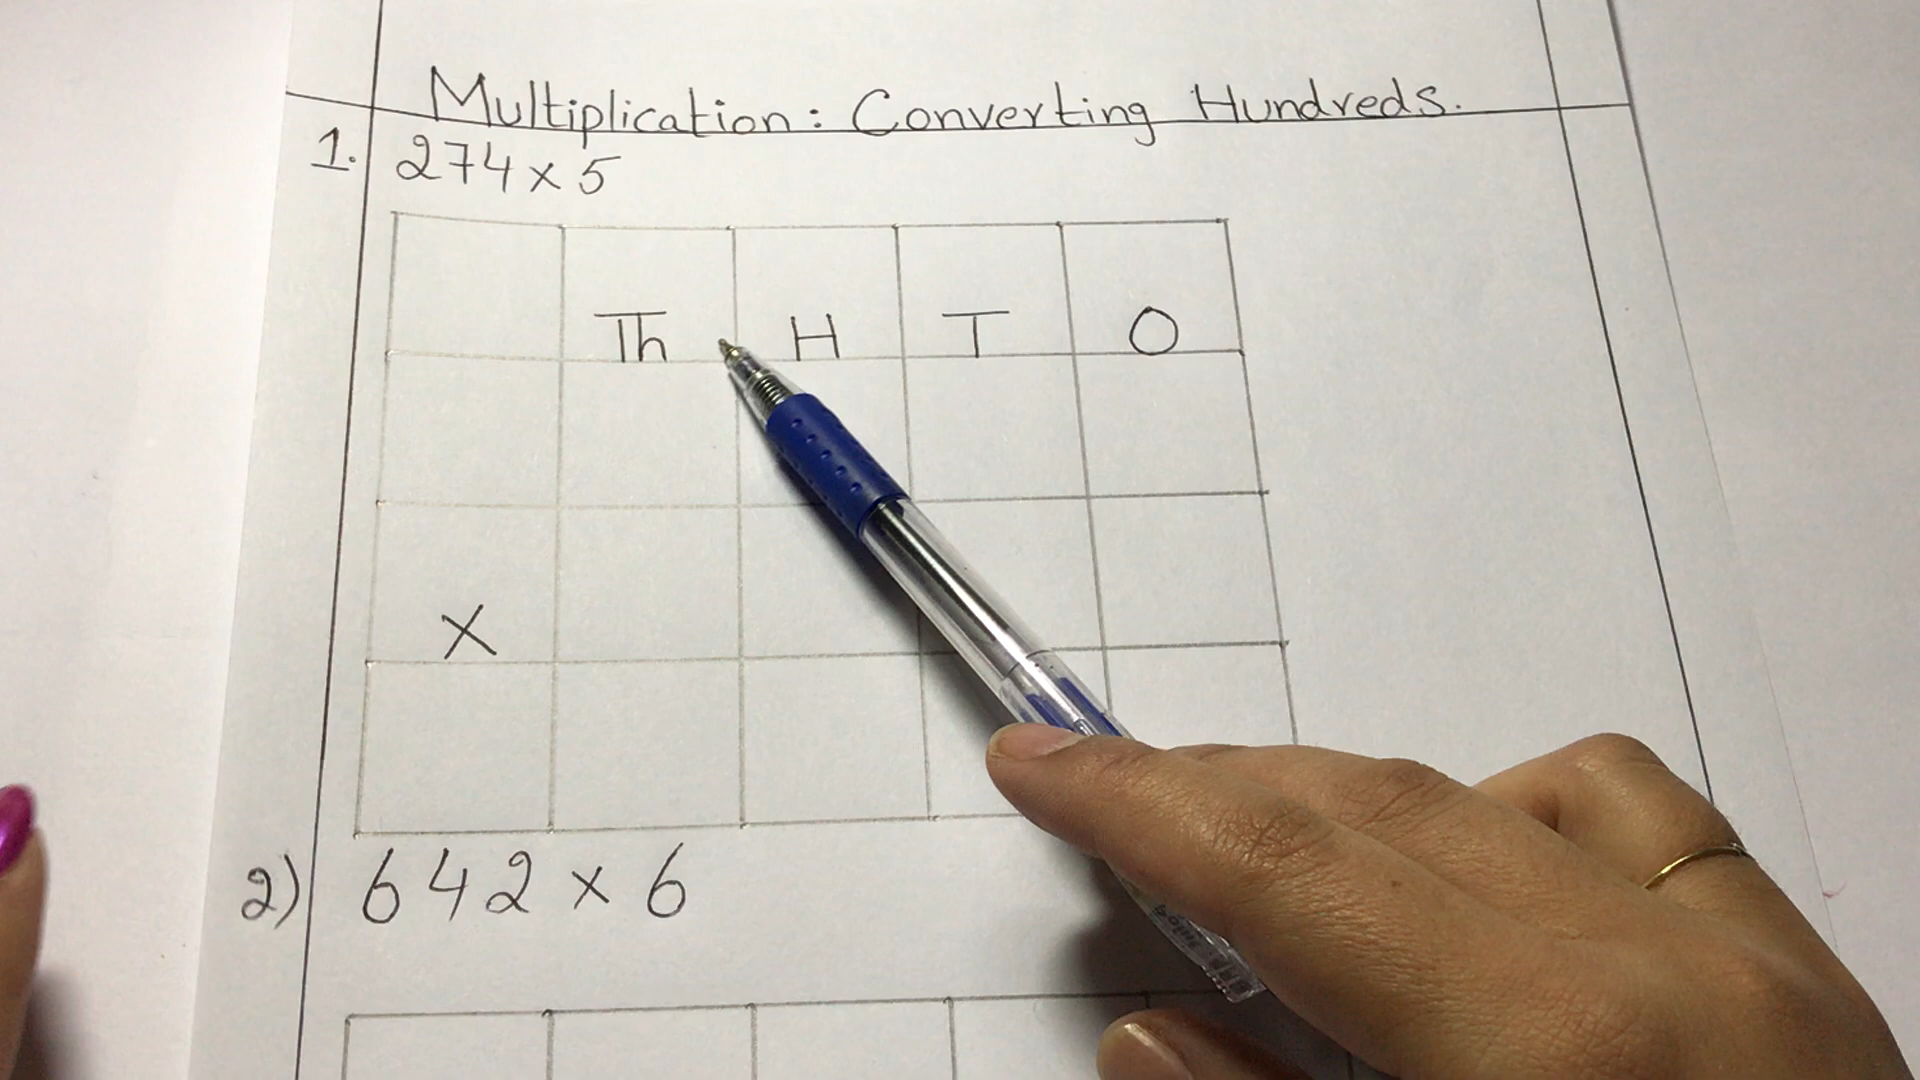 Multiplication: Converting Hundreds.
1. 274 x 5
Th H T O
X
2) 642 x 6